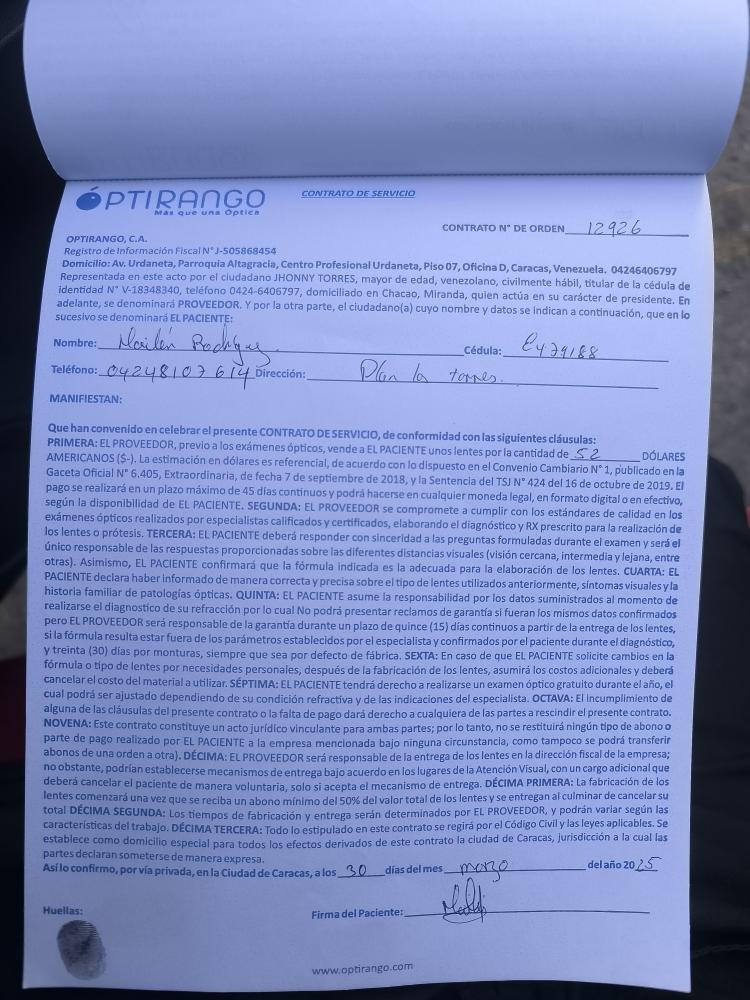 OPTIRANGO
Más que una Óptica
CONTRATO DE SERVICIO
CONTRATO N° DE ORDEN 12926
OPTIRANGO, C.A.
Registro de Información Fiscal N° J-505868454
Domicilio: Av. Urdaneta, Parroquia Altagracia, Centro Profesional Urdaneta, Piso 07, Oficina D, Caracas, Venezuela. 04246406797
Representada en este acto por el ciudadano JHONNY TORRES, mayor de edad, venezolano, civilmente hábil, titular de la cédula de
identidad N° V-18348340, teléfono 0424-6406797, domiciliado en Chacao, Miranda, quien actúa en su carácter de presidente. En
adelante, se denominará PROVEEDOR. Y por la otra parte, el ciudadano(a) cuyo nombre y datos se indican a continuación, que en lo
sucesivo se denominará EL PACIENTE:
Nombre: Rodriguez Cédula:
Teléfono: 04248107614 Dirección: Plan la torres.
MANIFIESTAN:
Que han convenido en celebrar el presente CONTRATO DE SERVICIO, de conformidad con las siguientes cláusulas:
PRIMERA: EL PROVEEDOR, previo a los exámenes ópticos, vende a EL PACIENTE unos lentes por la cantidad de 52 DÓLARES
AMERICANOS ($-). La estimación en dólares es referencial, de acuerdo con lo dispuesto en el Convenio Cambiario N° 1, publicado en la
Gaceta Oficial N° 6.405, Extraordinaria, de fecha 7 de septiembre de 2018, y la Sentencia del TSJ N° 424 del 16 de octubre de 2019. El
pago se realizará en un plazo máximo de 45 días continuos y podrá hacerse en cualquier moneda legal, en formato digital o en efectivo,
según la disponibilidad de EL PACIENTE. SEGUNDA: EL PROVEEDOR se compromete a cumplir con los estándares de calidad en los
exámenes ópticos realizados por especialistas calificados y certificados, elaborando el diagnóstico y RX prescrito para la realización de
los lentes o prótesis. TERCERA: EL PACIENTE deberá responder con sinceridad a las preguntas formuladas durante el examen y será el
único responsable de las respuestas proporcionadas sobre las diferentes distancias visuales (visión cercana, intermedia y lejana, entre
otras). Asimismo, EL PACIENTE confirmará que la fórmula indicada es la adecuada para la elaboración de los lentes. CUARTA: EL
PACIENTE declara haber informado de manera correcta y precisa sobre el tipo de lentes utilizados anteriormente, síntomas visuales y la
historia familiar de patologías ópticas. QUINTA: EL PACIENTE asume la responsabilidad por los datos suministrados al momento de
realizarse el diagnostico de su refracción por lo cual No podrá presentar reclamos de garantía si fueran los mismos datos confirmados
pero EL PROVEEDOR será responsable de la garantía durante un plazo de quince (15) días continuos a partir de la entrega de los lentes,
si la fórmula resulta estar fuera de los parámetros establecidos por el especialista y confirmados por el paciente durante el diagnóstico,
y treinta (30) días por monturas, siempre que sea por defecto de fábrica. SEXTA: En caso de que EL PACIENTE solicite cambios en la
fórmula o tipo de lentes por necesidades personales, después de la fabricación de los lentes, asumirá los costos adicionales y deberá
cancelar el costo del material a utilizar. SÉPTIMA: EL PACIENTE tendrá derecho a realizarse un examen óptico gratuito durante el año, el
cual podrá ser ajustado dependiendo de su condición refractiva y de las indicaciones del especialista. OCTAVA: El incumplimiento de
alguna de las cláusulas del presente contrato o la falta de pago dará derecho a cualquiera de las partes a rescindir el presente contrato.
NOVENA: Este contrato constituye un acto jurídico vinculante para ambas partes; por lo tanto, no se restituirá ningún tipo de abono o
parte de pago realizado por EL PACIENTE a la empresa mencionada bajo ninguna circunstancia, como tampoco se podrá transferir
abonos de una orden a otra). DÉCIMA: EL PROVEEDOR será responsable de la entrega de los lentes en la dirección fiscal de la empresa;
no obstante, podrían establecerse mecanismos de entrega bajo acuerdo en los lugares de la Atención Visual, con un cargo adicional que
deberá cancelar el paciente de manera voluntaria, solo si acepta el mecanismo de entrega. DÉCIMA PRIMERA: La fabricación de los
lentes comenzará una vez que se reciba un abono mínimo del 50% del valor total de los lentes y se entregan al culminar de cancelar su
total DÉCIMA SEGUNDA: Los tiempos de fabricación y entrega serán determinados por EL PROVEEDOR, y podrán variar según las
características del trabajo. DÉCIMA TERCERA: Todo lo estipulado en este contrato se regirá por el Código Civil y las leyes aplicables. Se
establece como domicilio especial para todos los efectos derivados de este contrato la ciudad de Caracas, jurisdicción a la cual las
partes declaran someterse de manera expresa.
Así lo confirmo, por vía privada, en la Ciudad de Caracas, a los 30 días del mes marzo del año 2025
Huellas:
Firma del Paciente:
www.optirango.com